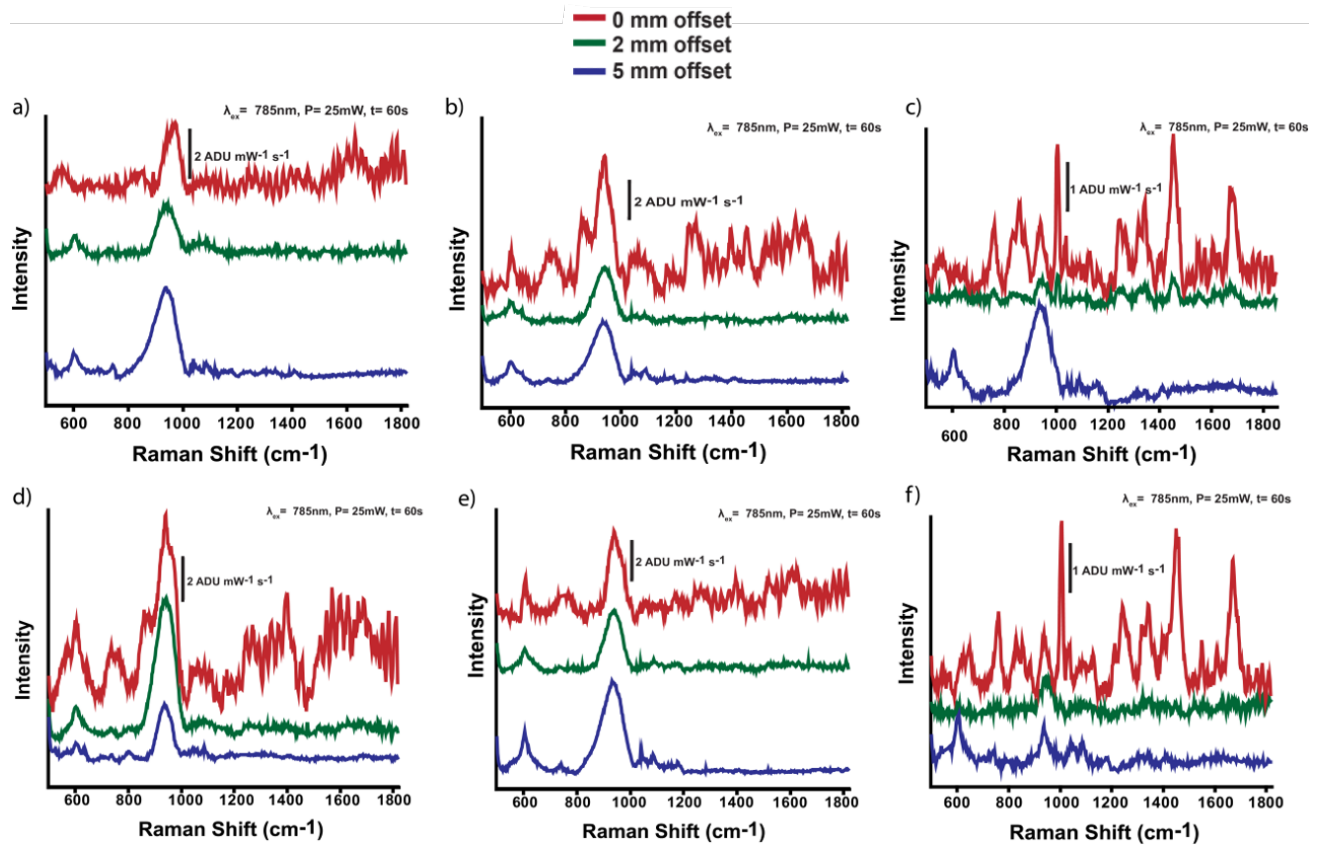 0 mm offset
2 mm offset
5 mm offset
a)
λex= 785nm, P= 25mW, t= 60s
2 ADU mW-1 s-1
Intensity
600 800 1000 1200 1400 1600 1800
Raman Shift (cm-1)
b)
λex= 785nm, P= 25mW, t= 60s
2 ADU mW-1 s-1
Intensity
600 800 1000 1200 1400 1600 1800
Raman Shift (cm-1)
c)
λex= 785nm, P= 25mW, t= 60s
1 ADU mW-1 s-1
Intensity
600 800 1000 1200 1400 1600 1800
Raman Shift (cm-1)
d)
λex= 785nm, P= 25mW, t= 60s
2 ADU mW-1 s-1
Intensity
600 800 1000 1200 1400 1600 1800
Raman Shift (cm-1)
e)
λex= 785nm, P= 25mW, t= 60s
2 ADU mW-1 s-1
Intensity
600 800 1000 1200 1400 1600 1800
Raman Shift (cm-1)
f)
λex= 785nm, P= 25mW, t= 60s
1 ADU mW-1 s-1
Intensity
600 800 1000 1200 1400 1600 1800
Raman Shift (cm-1)